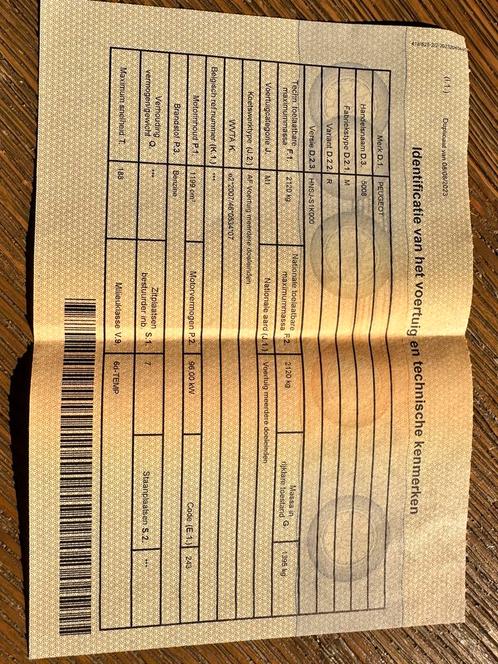 (I.1.) Duplicaat van 04/08/2023
Identificatie van het voertuig en technische kenmerken
Merk D.1. PEUGEOT
Handelsnaam D.3. 5008
Fabriekstype D.2.1. M
Variant D.2.2. R
Versie D.2.3. HNSJ-S1K000
Techn. toelaatbare maximummassa F.1. 2120 kg Nationale toelaatbare maximummassa F.2. 2120 kg Massa in rijklare toestand G. 1395 kg
Voertuigcategorie J. M1 Nationale aard (J.1.) Voertuig meerdere doeleinden
Koetswerktype (J.2.) AF Voertuig meerdere doeleinden
WVTA K. e2*2007/46*0534*07
Belgisch ref.nummer (K.1.) ***
Motorinhoud P.1. 1199 cm³ Motorvermogen P.2. 96.00 kW Code (E.1.) 243
Brandstof P.3. Benzine
Verhouding vermogen/gewicht Q. *** Zitplaatsen bestuurder inb. S.1. 7 Staanplaatsen S.2. ***
Maximum snelheid T. 188 Milieuklasse V.9. 6d-TEMP